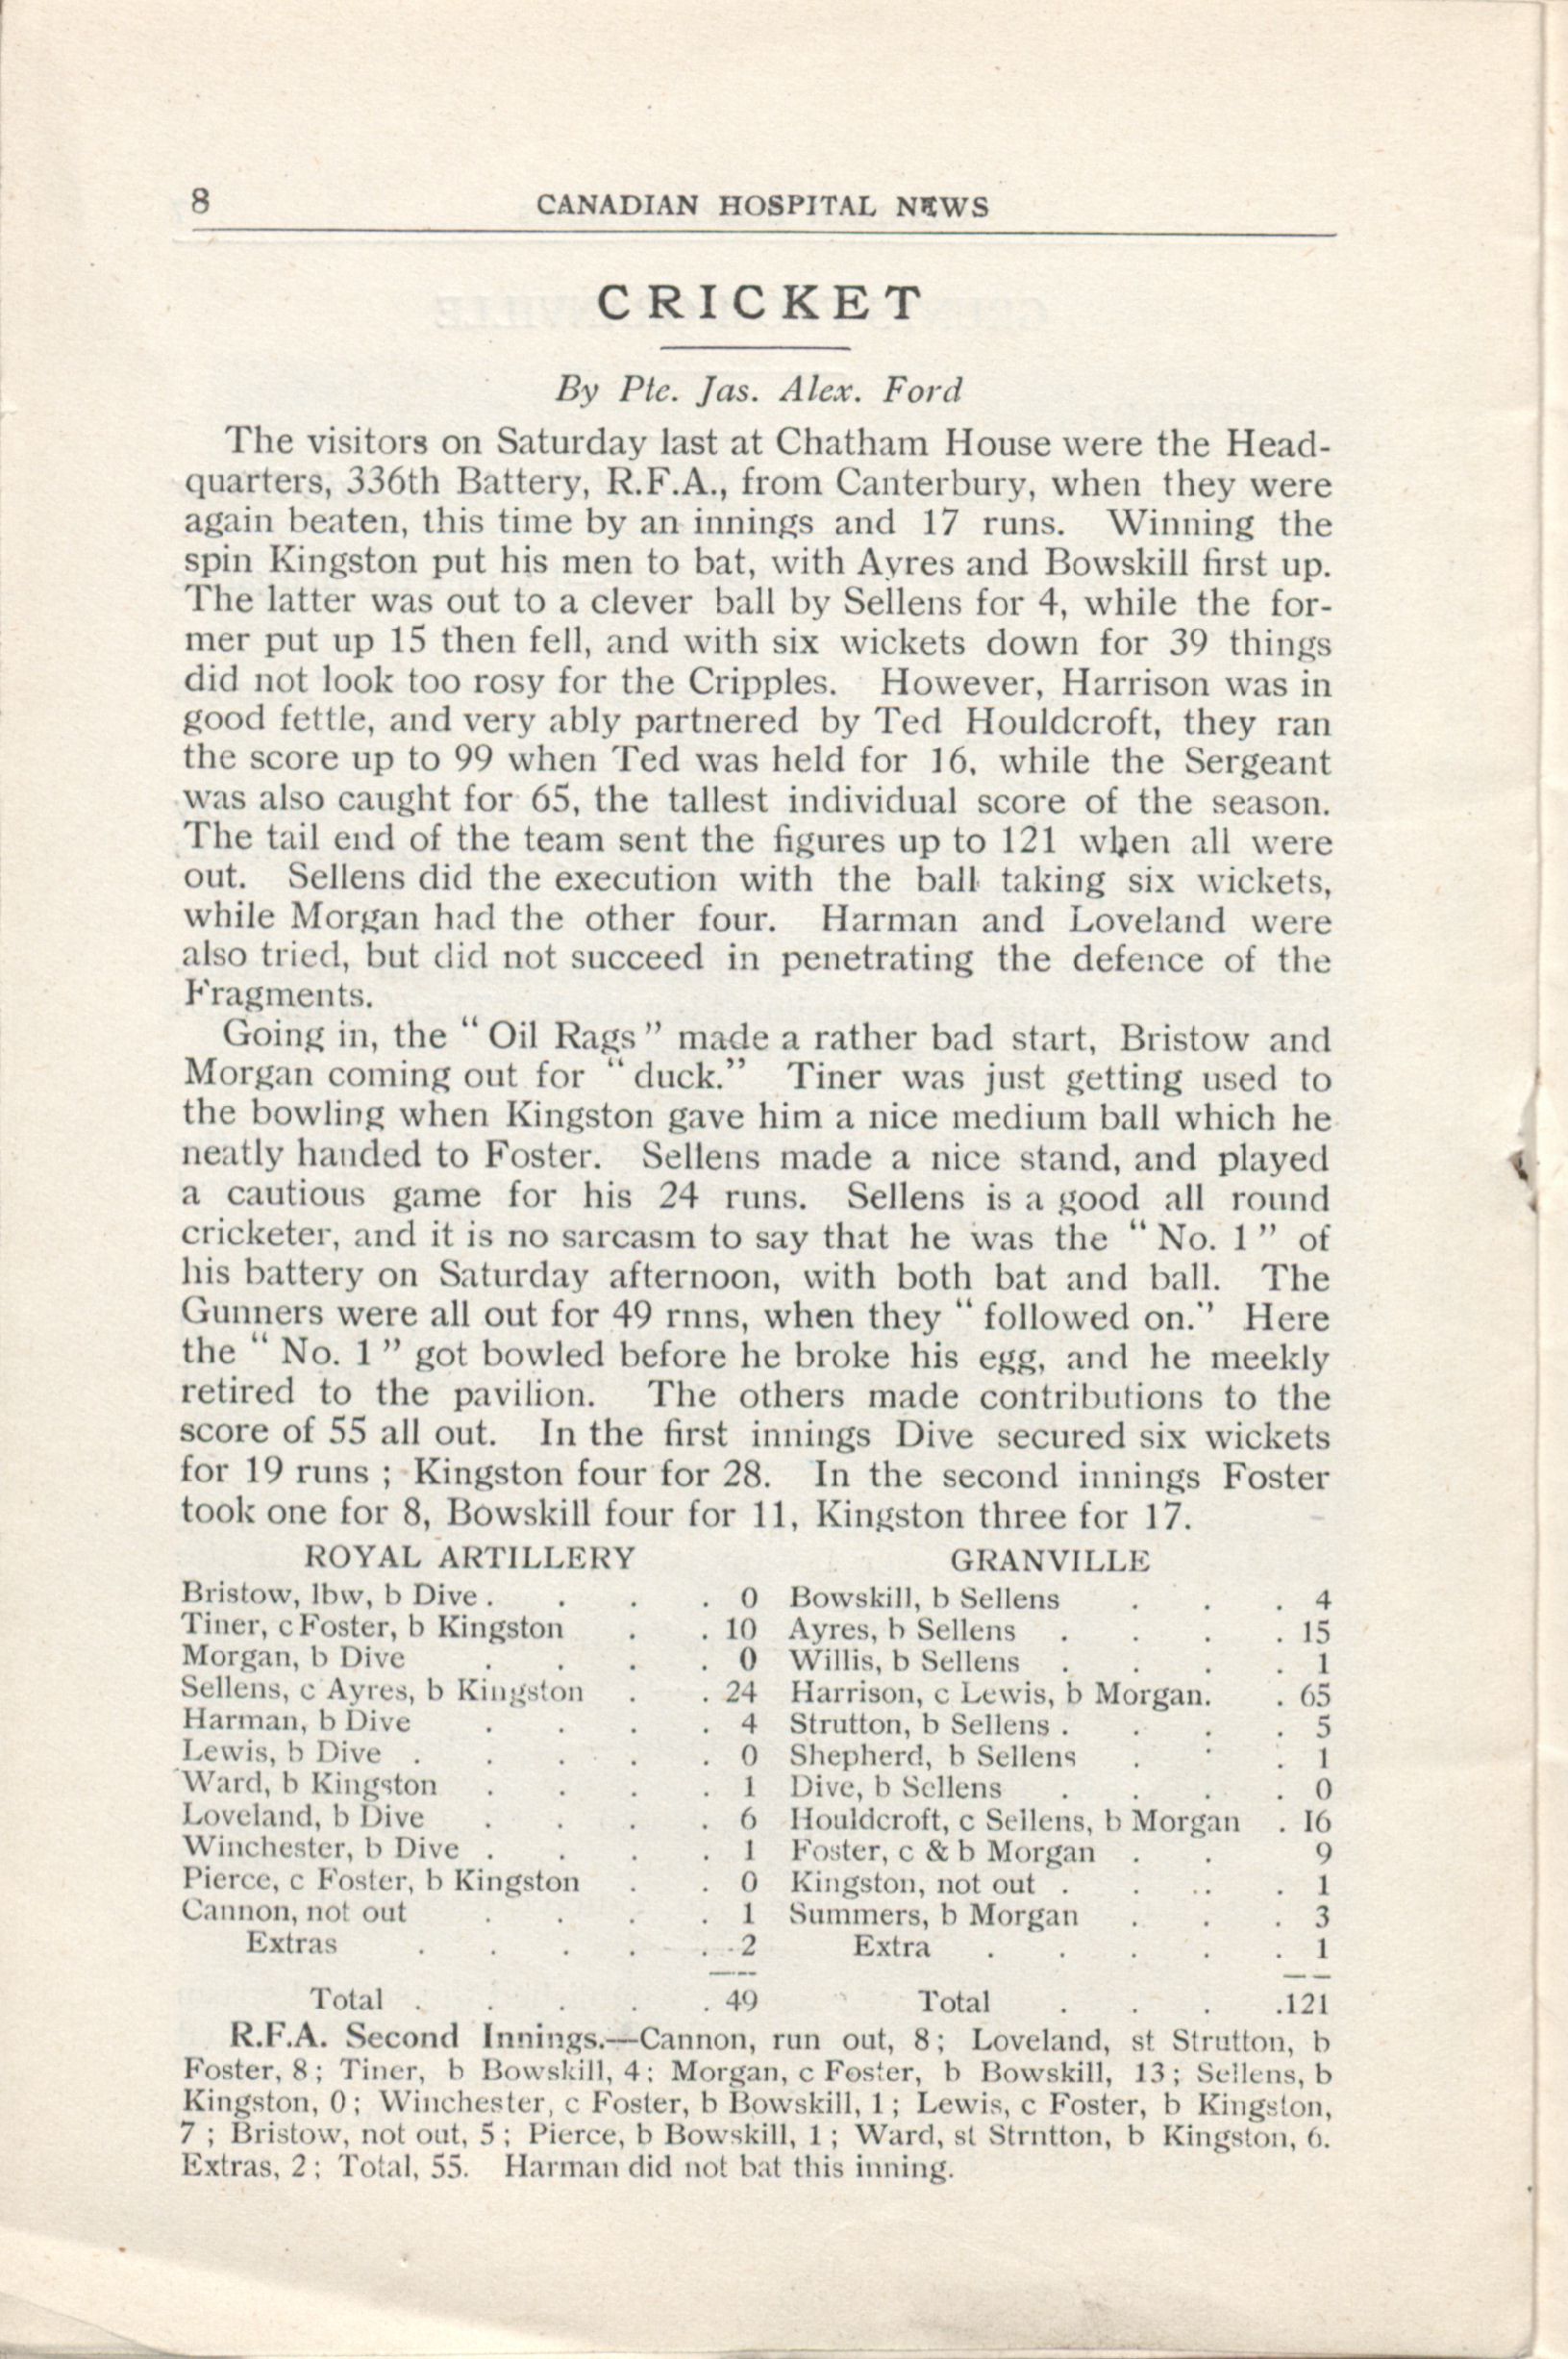 8
CANADIAN HOSPITAL NEWS
CRICKET
By Pte. Jas. Alex. Ford
The visitors on Saturday last at Chatham House were the Head-
quarters, 336th Battery, R.F.A., from Canterbury, when they were
again beaten, this time by an innings and 17 runs. Winning the
spin Kingston put his men to bat, with Ayres and Bowskill first up.
The latter was out to a clever ball by Sellens for 4, while the for-
mer put up 15 then fell, and with six wickets down for 39 things
did not look too rosy for the Cripples. However, Harrison was in
good fettle, and very ably partnered by Ted Houldcroft, they ran
the score up to 99 when Ted was held for 16, while the Sergeant
was also caught for 65, the tallest individual score of the season.
The tail end of the team sent the figures up to 121 when all were
out. Sellens did the execution with the ball taking six wickets,
while Morgan had the other four. Harman and Loveland were
also tried, but did not succeed in penetrating the defence of the
Fragments.
Going in, the “ Oil Rags ” made a rather bad start, Bristow and
Morgan coming out for “ duck.” Tiner was just getting used to
the bowling when Kingston gave him a nice medium ball which he
neatly handed to Foster. Sellens made a nice stand, and played
a cautious game for his 24 runs. Sellens is a good all round
cricketer, and it is no sarcasm to say that he was the “ No. 1 ” of
his battery on Saturday afternoon, with both bat and ball. The
Gunners were all out for 49 rnns, when they “ followed on.” Here
the “ No. 1 ” got bowled before he broke his egg, and he meekly
retired to the pavilion. The others made contributions to the
score of 55 all out. In the first innings Dive secured six wickets
for 19 runs ; Kingston four for 28. In the second innings Foster
took one for 8, Bowskill four for 11, Kingston three for 17.
ROYAL ARTILLERY
Bristow, lbw, b Dive . . . . 0
Tiner, c Foster, b Kingston . . 10
Morgan, b Dive . . . . 0
Sellens, c Ayres, b Kingston . . 24
Harman, b Dive . . . . 4
Lewis, b Dive . . . . . 0
Ward, b Kingston . . . . 1
Loveland, b Dive . . . . 6
Winchester, b Dive . . . . 1
Pierce, c Foster, b Kingston . . 0
Cannon, not out . . . . 1
Extras . . . . . 2
Total . . . . . 49
GRANVILLE
Bowskill, b Sellens . . . 4
Ayres, b Sellens . . . . 15
Willis, b Sellens . . . . 1
Harrison, c Lewis, b Morgan. . 65
Strutton, b Sellens . . . . 5
Shepherd, b Sellens . . . 1
Dive, b Sellens . . . . 0
Houldcroft, c Sellens, b Morgan . 16
Foster, c & b Morgan . . 9
Kingston, not out . . . . 1
Summers, b Morgan . . . 3
Extra . . . . . 1
Total . . . .121
R.F.A. Second Innings.—Cannon, run out, 8; Loveland, st Strutton, b
Foster, 8; Tiner, b Bowskill, 4; Morgan, c Foster, b Bowskill, 13; Sellens, b
Kingston, 0; Winchester, c Foster, b Bowskill, 1; Lewis, c Foster, b Kingston,
7 ; Bristow, not out, 5 ; Pierce, b Bowskill, 1; Ward, st Strntton, b Kingston, 6.
Extras, 2; Total, 55. Harman did not bat this inning.